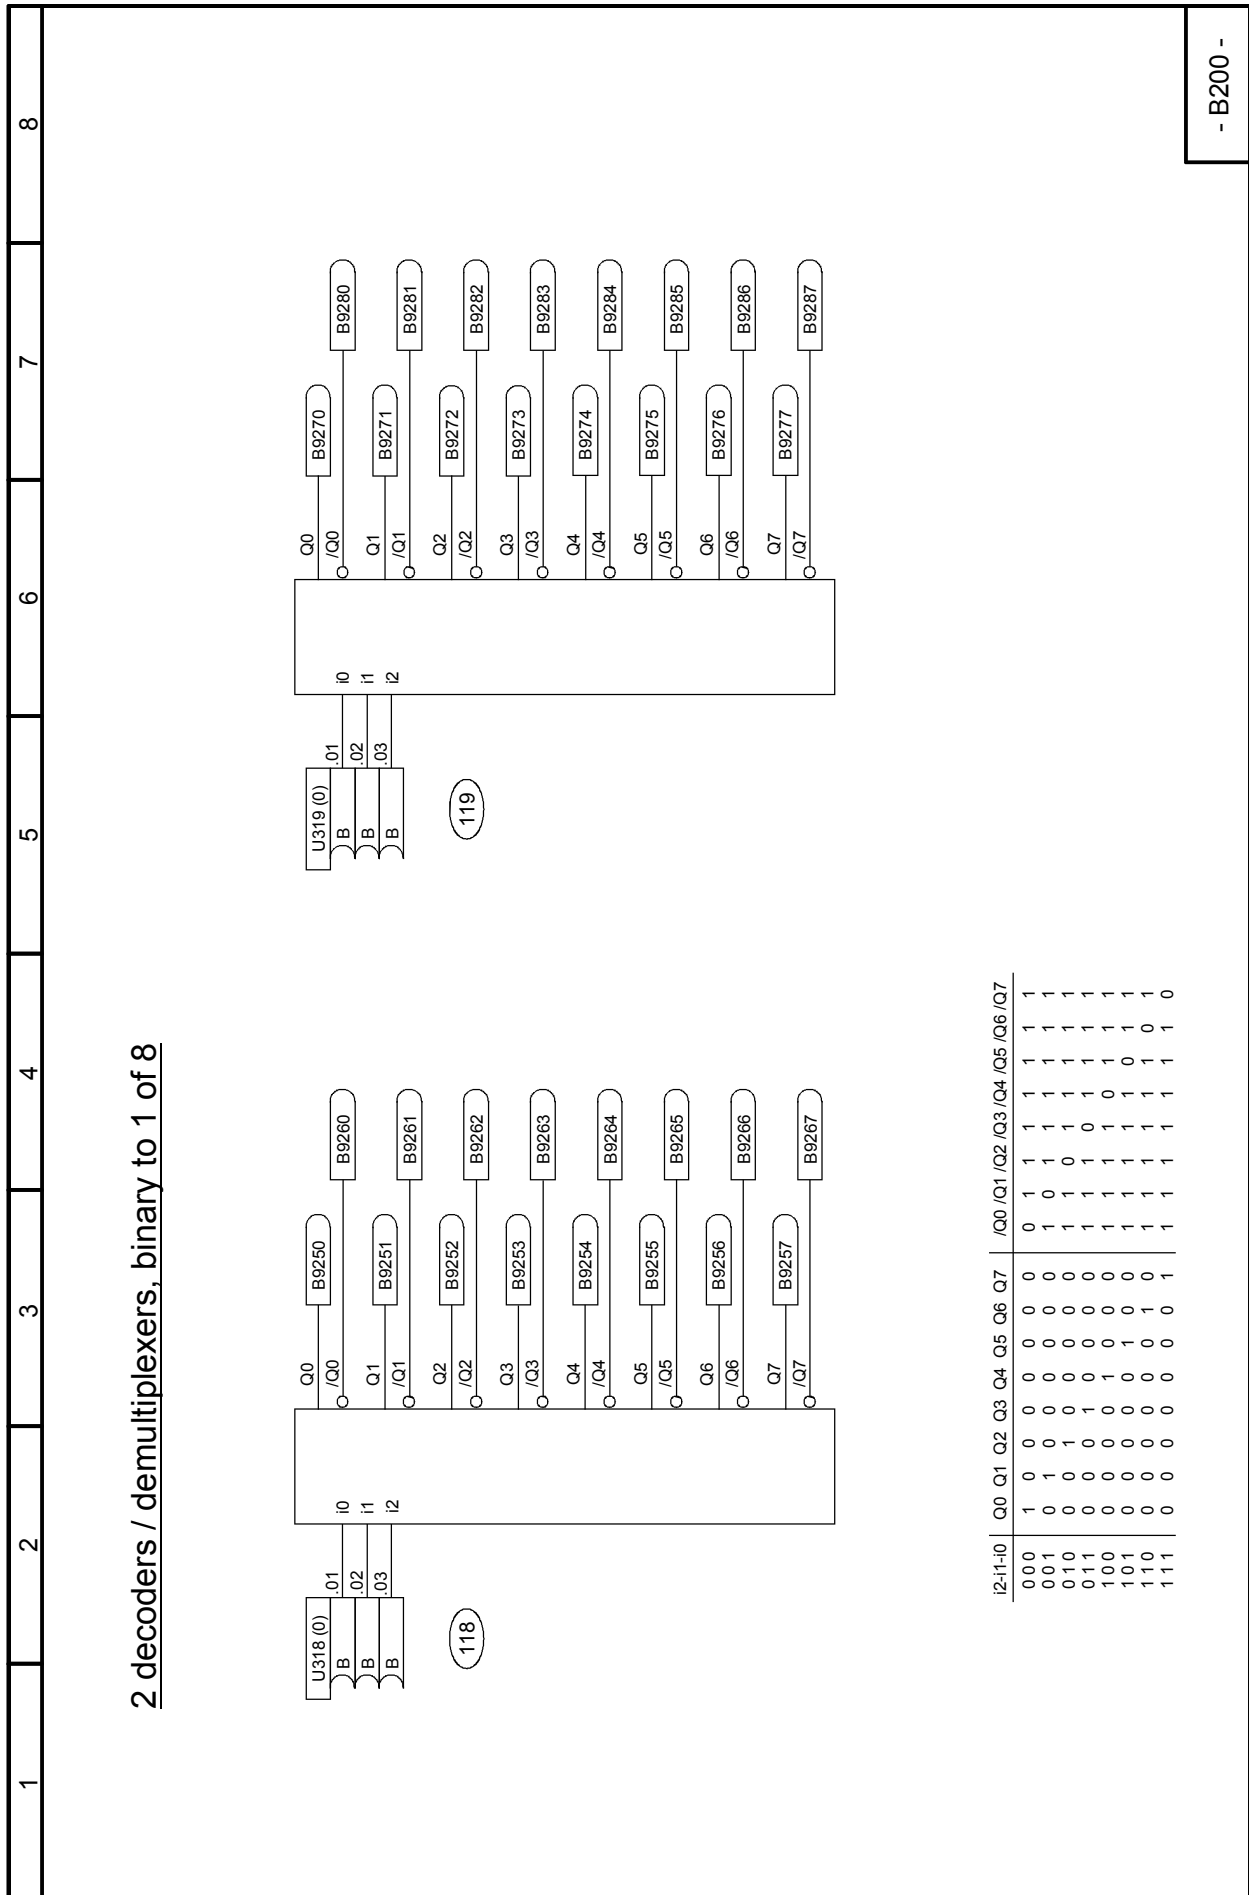 1 2 3 4 5 6 7 8
2 decoders / demultiplexers, binary to 1 of 8
U318 (0)
B .01 i0
B .02 i1
B .03 i2
118
Q0 B9250
/Q0 B9260
Q1 B9251
/Q1 B9261
Q2 B9252
/Q2 B9262
Q3 B9253
/Q3 B9263
Q4 B9254
/Q4 B9264
Q5 B9255
/Q5 B9265
Q6 B9256
/Q6 B9266
Q7 B9257
/Q7 B9267
U319 (0)
B .01 i0
B .02 i1
B .03 i2
119
Q0 B9270
/Q0 B9280
Q1 B9271
/Q1 B9281
Q2 B9272
/Q2 B9282
Q3 B9273
/Q3 B9283
Q4 B9274
/Q4 B9284
Q5 B9275
/Q5 B9285
Q6 B9276
/Q6 B9286
Q7 B9277
/Q7 B9287
i2-i1-i0 Q0 Q1 Q2 Q3 Q4 Q5 Q6 Q7 /Q0 /Q1 /Q2 /Q3 /Q4 /Q5 /Q6 /Q7
0 0 0 1 0 0 0 0 0 0 0 0 1 1 1 1 1 1 1
0 0 1 0 1 0 0 0 0 0 0 1 0 1 1 1 1 1 1
0 1 0 0 0 1 0 0 0 0 0 1 1 0 1 1 1 1 1
0 1 1 0 0 0 1 0 0 0 0 1 1 1 0 1 1 1 1
1 0 0 0 0 0 0 1 0 0 0 1 1 1 1 0 1 1 1
1 0 1 0 0 0 0 0 1 0 0 1 1 1 1 1 0 1 1
1 1 0 0 0 0 0 0 0 1 0 1 1 1 1 1 1 0 1
1 1 1 0 0 0 0 0 0 0 1 1 1 1 1 1 1 1 0
- B200 -